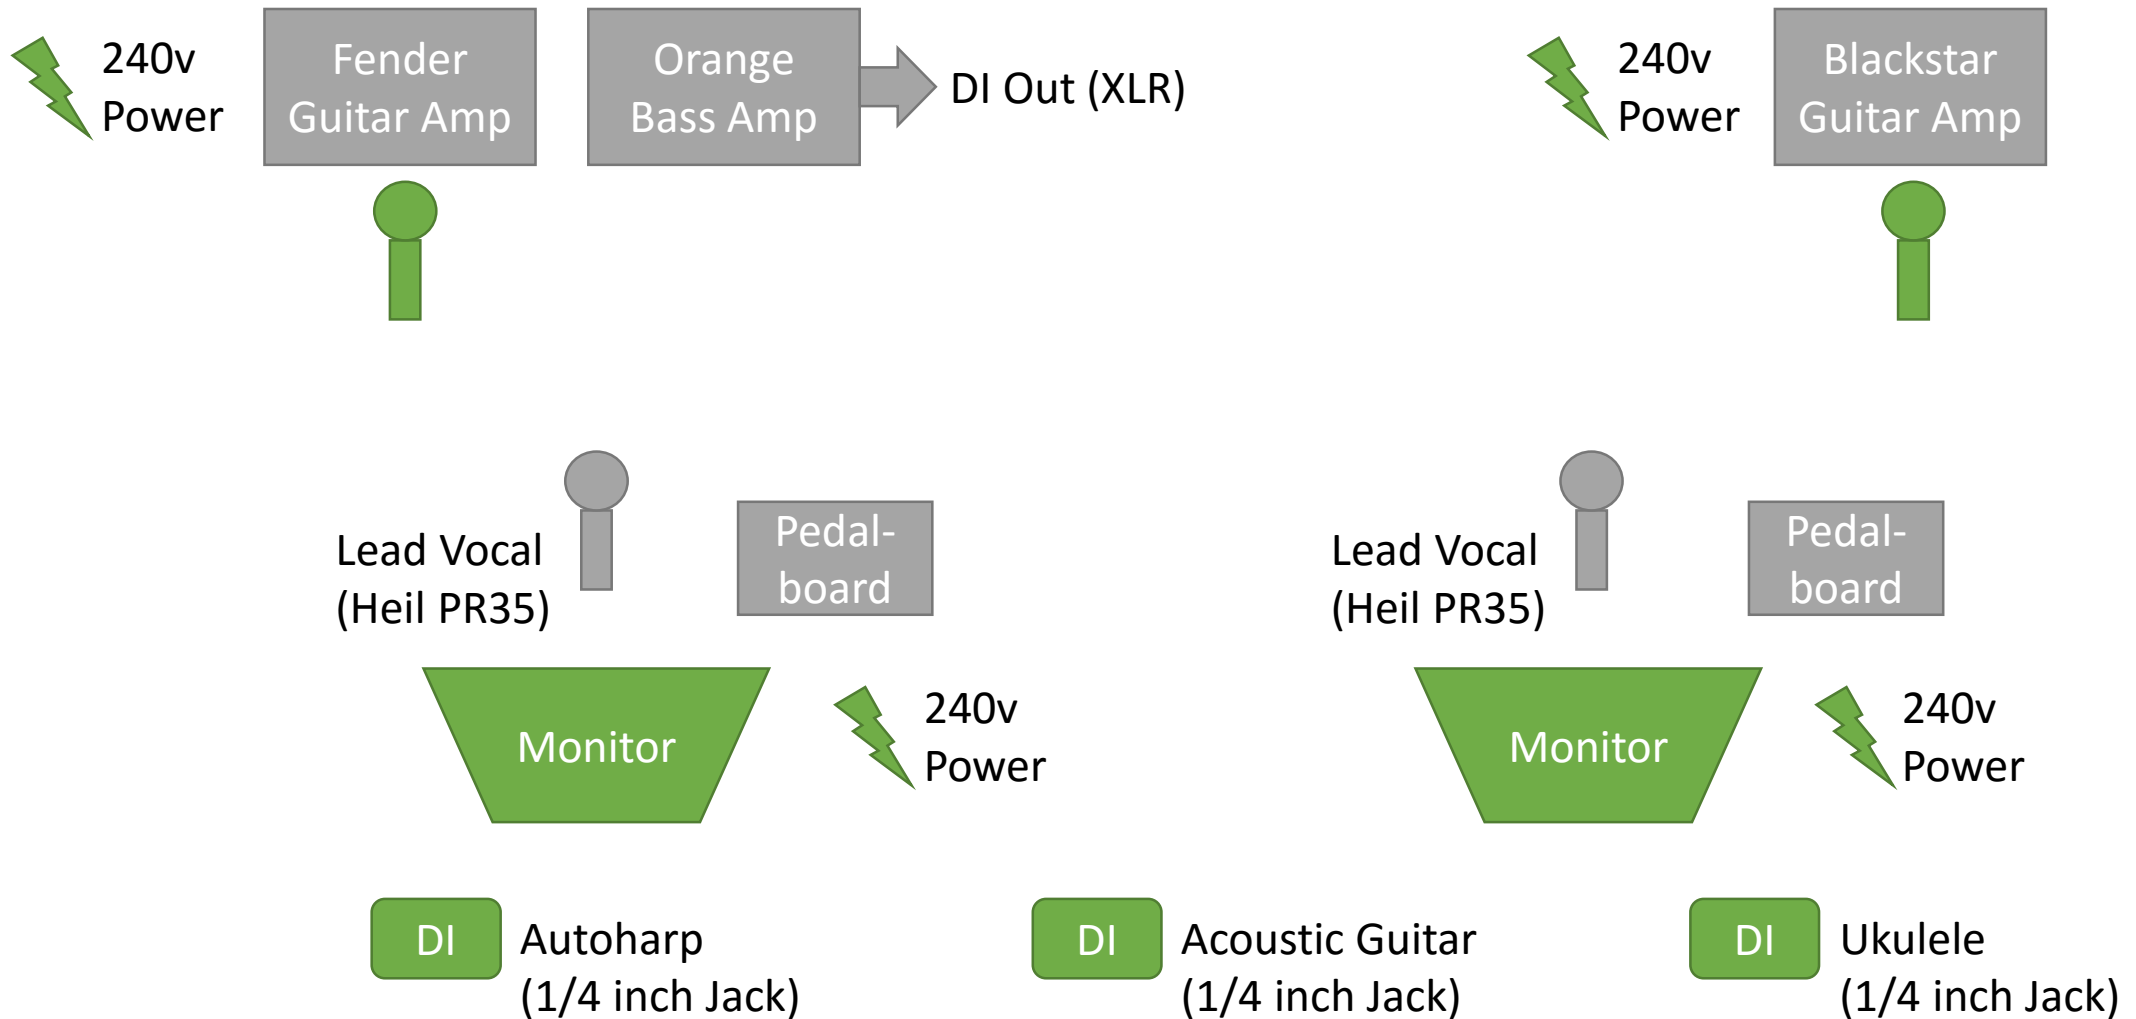 240v
Power
Fender
Guitar Amp
Orange
Bass Amp
DI Out (XLR)
240v
Power
Blackstar
Guitar Amp
Lead Vocal
(Heil PR35)
Pedal-
board
Lead Vocal
(Heil PR35)
Pedal-
board
Monitor
240v
Power
Monitor
240v
Power
DI
Autoharp
(1/4 inch Jack)
DI
Acoustic Guitar
(1/4 inch Jack)
DI
Ukulele
(1/4 inch Jack)